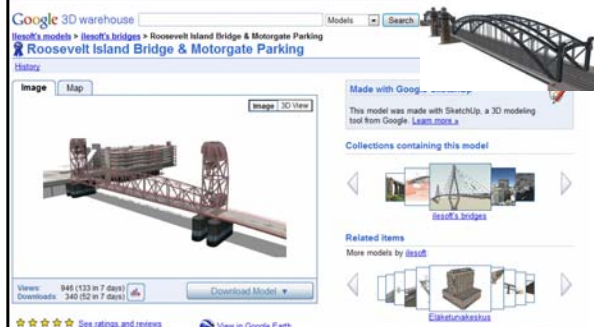 Google 3D warehouse
Models
Search
ilesoft's models > ilesoft's bridges > Roosevelt Island Bridge & Motorgate Parking
Roosevelt Island Bridge & Motorgate Parking
History
Image
Map
Image
3D View
Views: 946 (133 in 7 days)
Downloads: 340 (52 in 7 days)
Download Model
See ratings and reviews
View in Google Earth
Made with Google SketchUp
This model was made with SketchUp, a 3D modeling
tool from Google. Learn more »
Collections containing this model
ilesoft's bridges
Related items
More models by ilesoft
Eläketurvakeskus